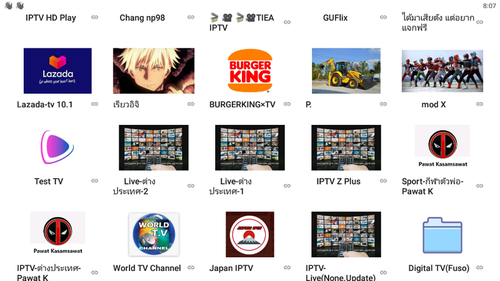 8:07
IPTV HD Play
Chang np98
TIEA
IPTV
GUFlix
ได้มาเสียตัง แต่อยาก
แจกฟรี
Lazada
BURGER
KING
Lazada-tv 10.1
เรียวอิจิ
BURGERKING×TV
P.
mod X
Pawat Kasamsawat
Test TV
Live-ต่าง
ประเทศ-2
Live-ต่าง
ประเทศ-1
IPTV Z Plus
Sport-กีฬาตัวพ่อ-
Pawat K
Pawat Kasamsawat
WORLD
T.V
CHANNEL
JAPAN IPTV
IPTV-ต่างประเทศ-
Pawat K
World TV Channel
Japan IPTV
IPTV-
Live(None,Update)
Digital TV(Fuso)